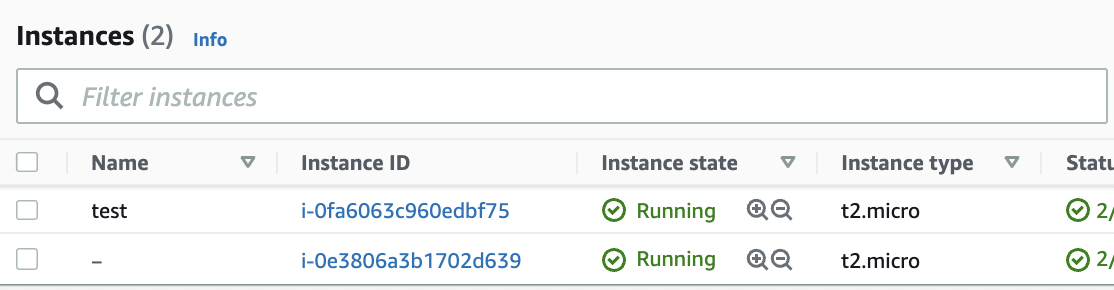 Instances (2) Info
Filter instances
Name Instance ID Instance state Instance type
test i-0fa6063c960edbf75 Running t2.micro 2/
– i-0e3806a3b1702d639 Running t2.micro 2/